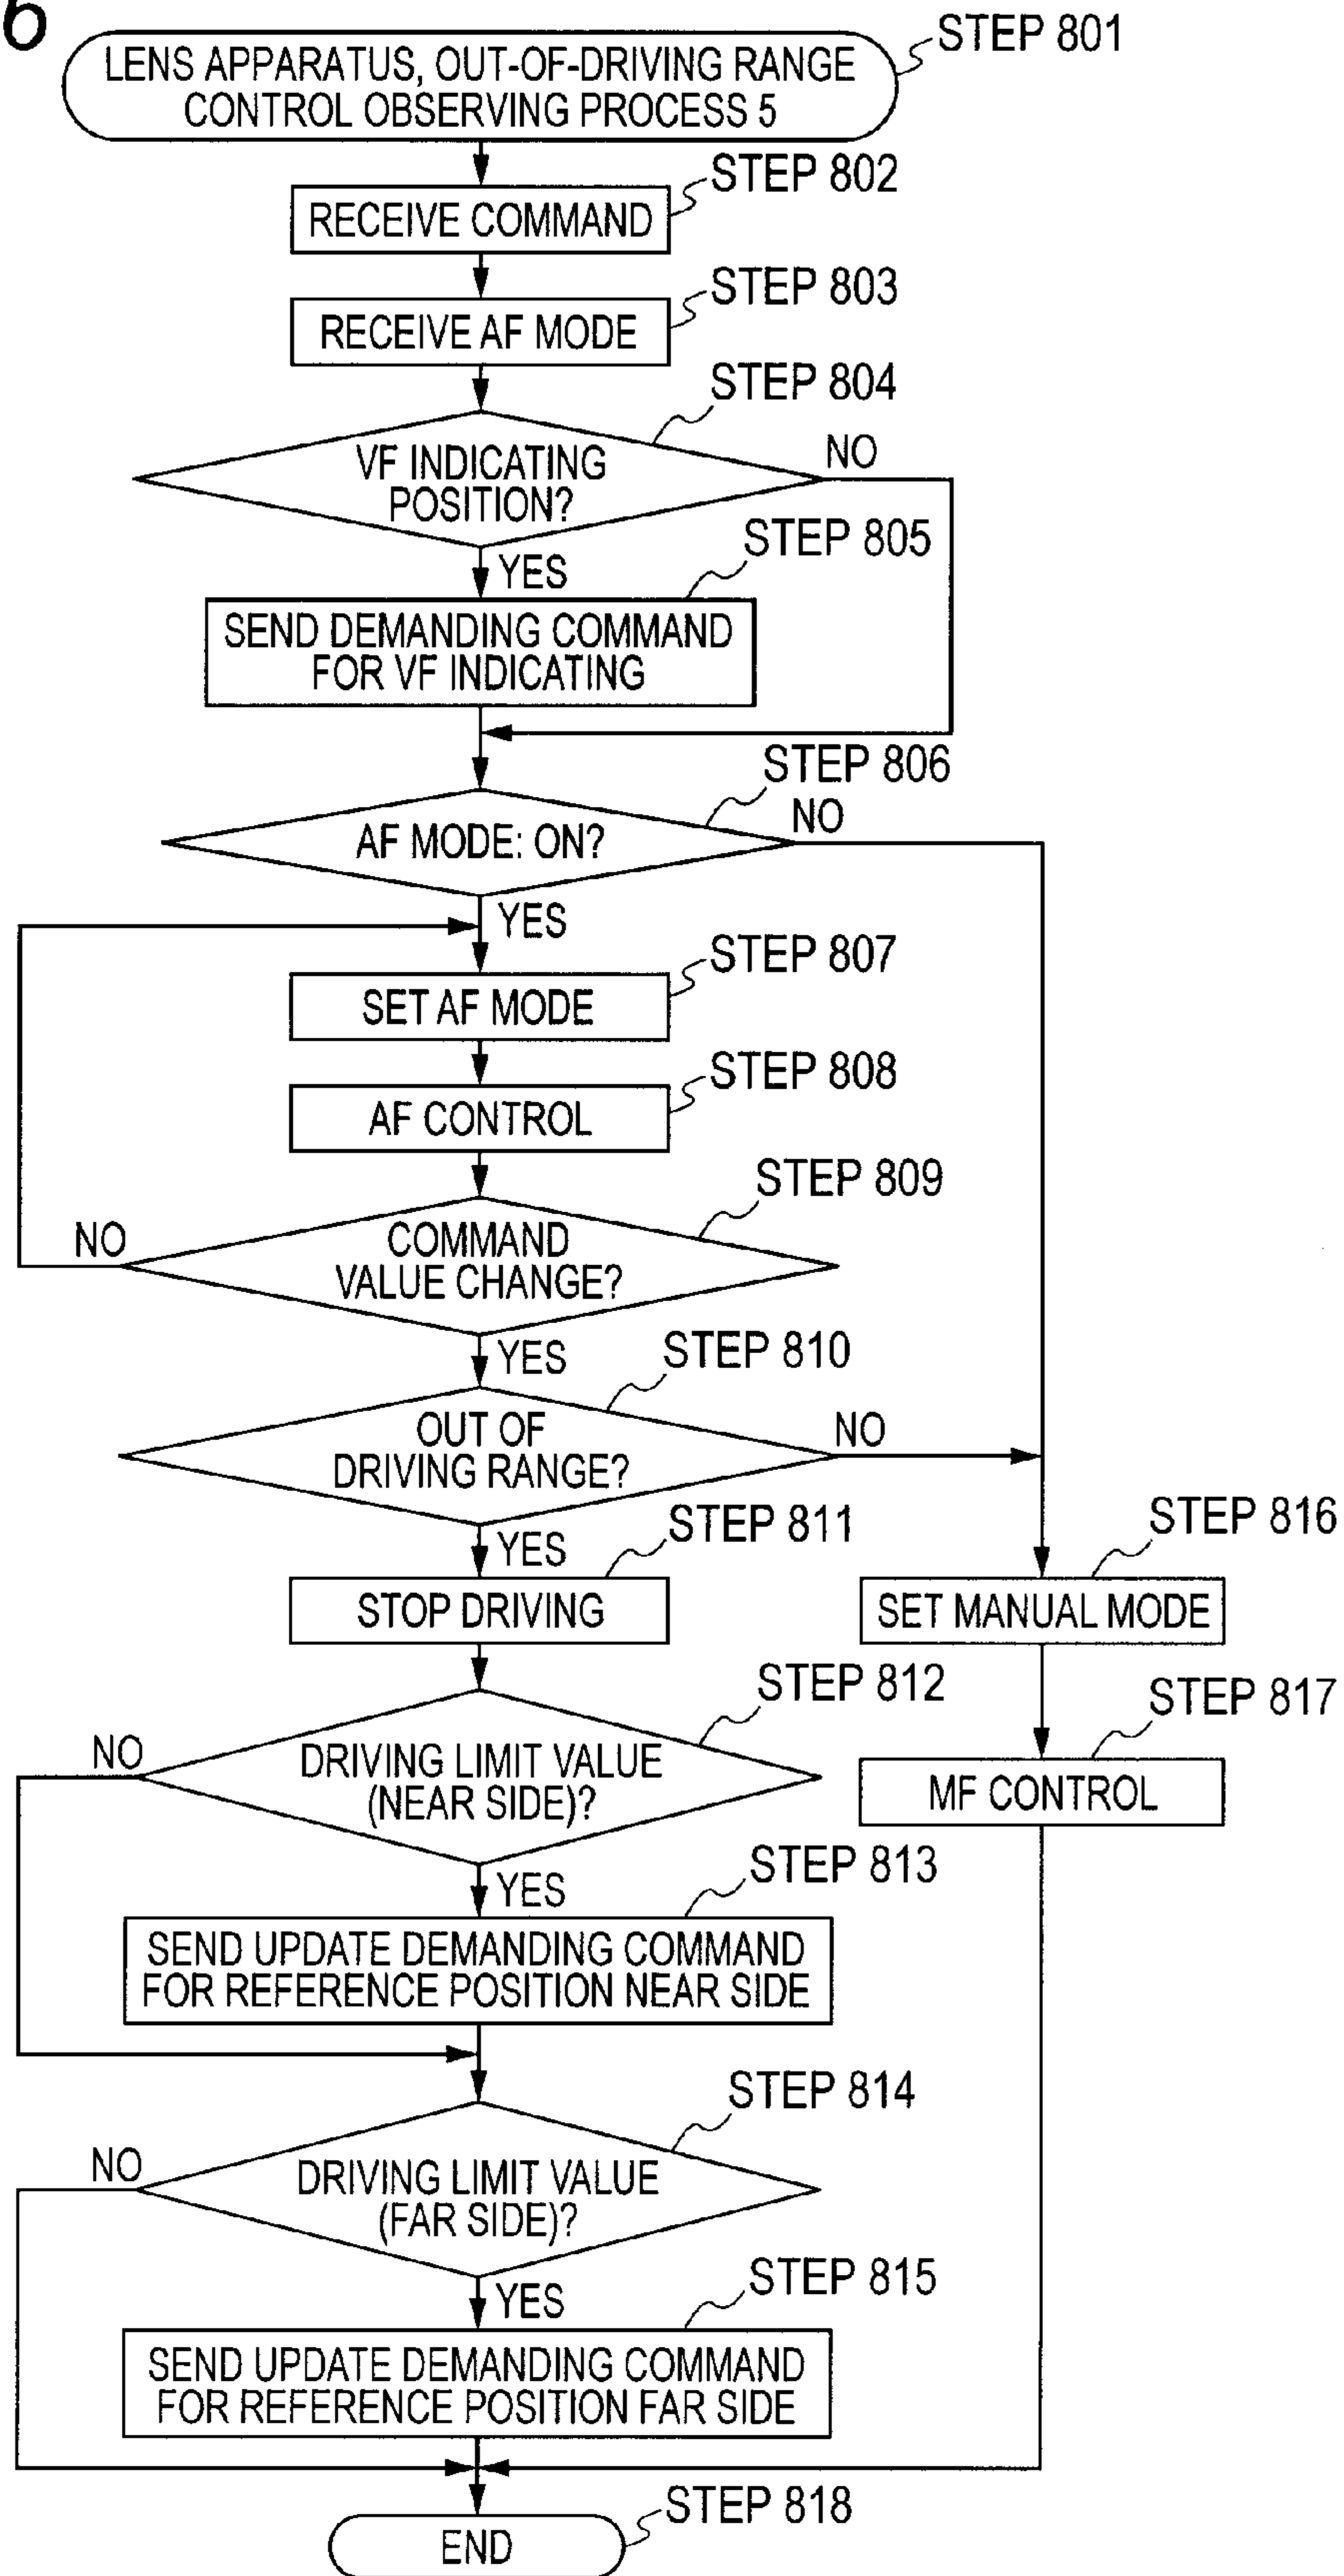 6
STEP 801
LENS APPARATUS, OUT-OF-DRIVING RANGE
CONTROL OBSERVING PROCESS 5
STEP 802
RECEIVE COMMAND
STEP 803
RECEIVE AF MODE
STEP 804
VF INDICATING
POSITION?
NO
STEP 805
YES
SEND DEMANDING COMMAND
FOR VF INDICATING
STEP 806
AF MODE: ON?
NO
YES
STEP 807
SET AF MODE
STEP 808
AF CONTROL
STEP 809
COMMAND
VALUE CHANGE?
NO
YES
STEP 810
OUT OF
DRIVING RANGE?
NO
STEP 811
YES
STOP DRIVING
STEP 816
SET MANUAL MODE
STEP 812
DRIVING LIMIT VALUE
(NEAR SIDE)?
NO
STEP 817
MF CONTROL
YES
STEP 813
SEND UPDATE DEMANDING COMMAND
FOR REFERENCE POSITION NEAR SIDE
STEP 814
DRIVING LIMIT VALUE
(FAR SIDE)?
NO
YES
STEP 815
SEND UPDATE DEMANDING COMMAND
FOR REFERENCE POSITION FAR SIDE
STEP 818
END